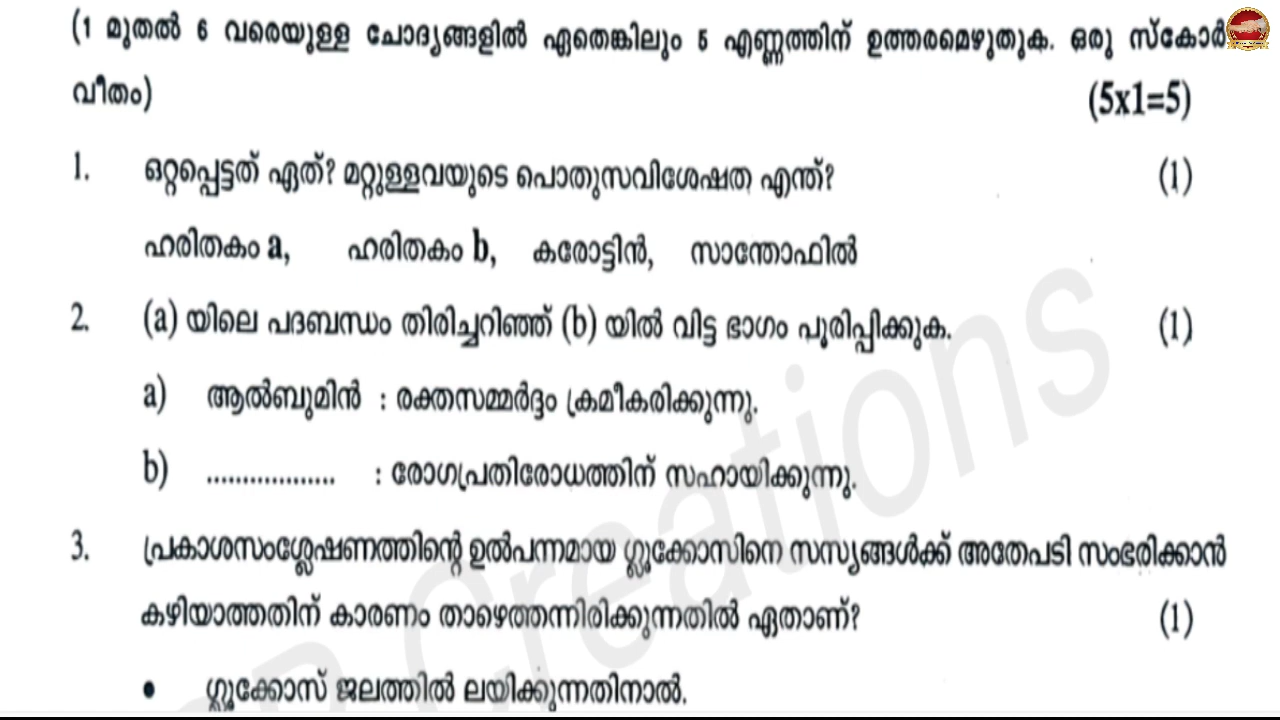 (1 മുതൽ 6 വരെയുള്ള ചോദ്യങ്ങളിൽ ഏതെങ്കിലും 5 എണ്ണത്തിന് ഉത്തരമെഴുതുക. ഒരു സ്കോർ
വീതം) (5x1=5)
1. ഒറ്റപ്പെട്ടത് ഏത്? മറ്റുള്ളവയുടെ പൊതുസവിശേഷത എന്ത്? (1)
ഹരിതകം a, ഹരിതകം b, കരോട്ടിൻ, സാന്തോഫിൽ
2. (a) യിലെ പദബന്ധം തിരിച്ചറിഞ്ഞ് (b) യിൽ വിട്ട ഭാഗം പൂരിപ്പിക്കുക. (1)
a) ആൽബുമിൻ : രക്തസമ്മർദ്ദം ക്രമീകരിക്കുന്നു.
b) .................. : രോഗപ്രതിരോധത്തിന് സഹായിക്കുന്നു.
3. പ്രകാശസംശ്ലേഷണത്തിന്റെ ഉൽപന്നമായ ഗ്ലൂക്കോസിനെ സസ്യങ്ങൾക്ക് അതേപടി സംഭരിക്കാൻ
കഴിയാത്തതിന് കാരണം താഴെത്തന്നിരിക്കുന്നതിൽ ഏതാണ്? (1)
• ഗ്ലൂക്കോസ് ജലത്തിൽ ലയിക്കുന്നതിനാൽ.
Creations